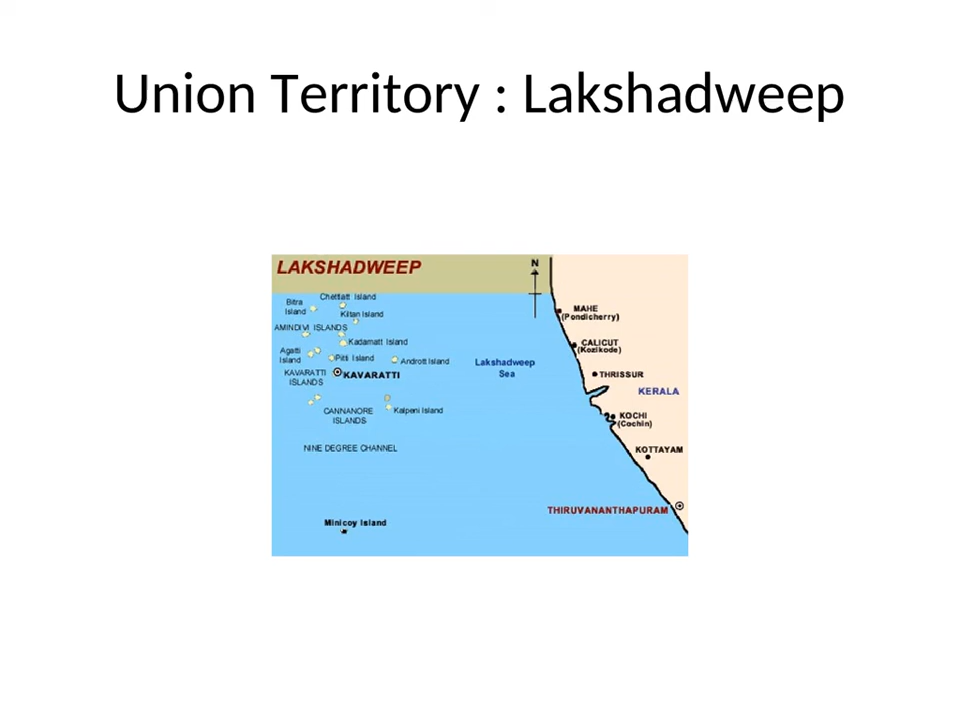 Union Territory : Lakshadweep
LAKSHADWEEP
N
Chettatt Island
Bitra
Island
Kiltan Island
AMINDIVI ISLANDS
Kadamatt Island
Agatti
Island
Pitti Island
Andrott Island
KAVARATTI
ISLANDS
KAVARATTI
CANNANORE
ISLANDS
Kalpeni Island
NINE DEGREE CHANNEL
Minicoy Island
Lakshadweep
Sea
MAHE
(Pondicherry)
CALICUT
(Kozikode)
THRISSUR
KERALA
KOCHI
(Cochin)
KOTTAYAM
THIRUVANANTHAPURAM